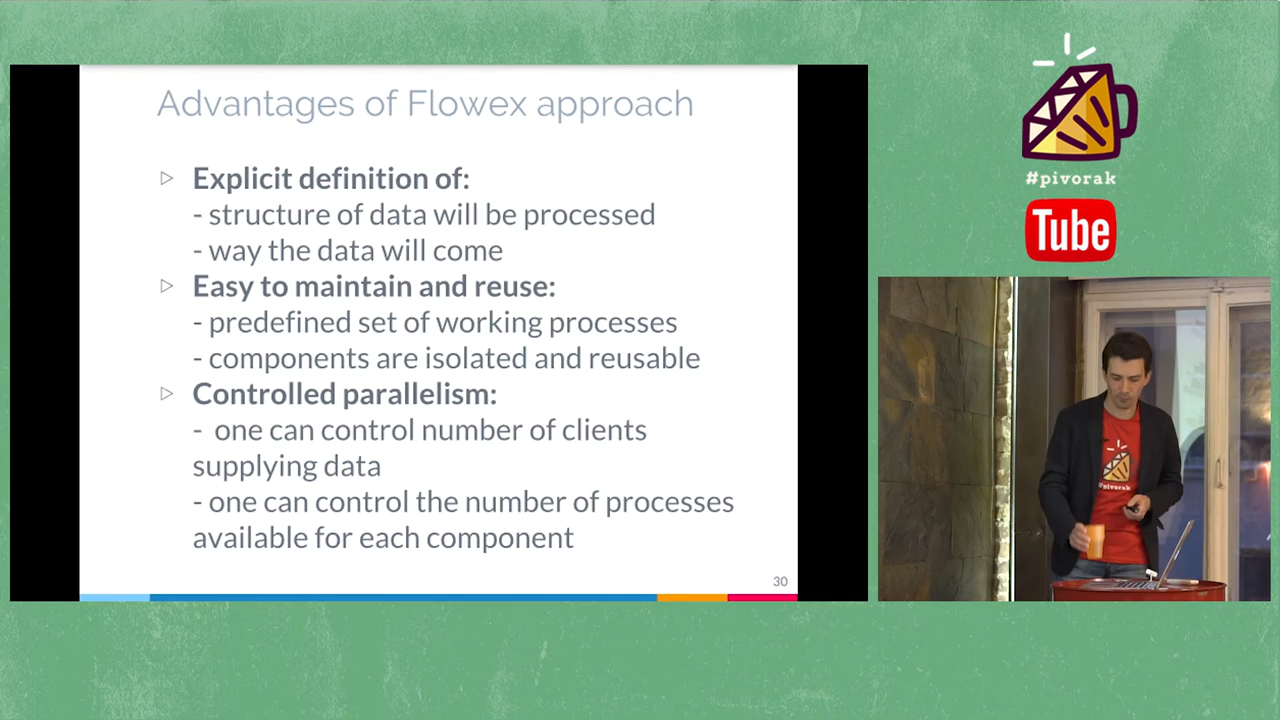 Advantages of Flowex approach
Explicit definition of:
- structure of data will be processed
- way the data will come
Easy to maintain and reuse:
- predefined set of working processes
- components are isolated and reusable
Controlled parallelism:
- one can control number of clients
supplying data
- one can control the number of processes
available for each component
30
#pivorak
Tube
#pivorak